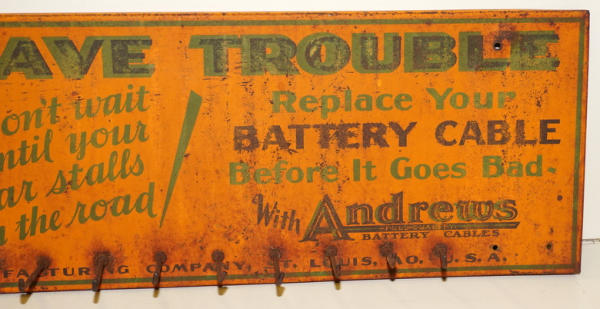 AVE TROUBLE
on't wait
ntil your
ar stalls
n the road!
Replace Your
BATTERY CABLE
Before It Goes Bad-
With Andrews
BATTERY CABLES
FACTURING COMPANY, ST. LOUIS, MO. U.S.A.